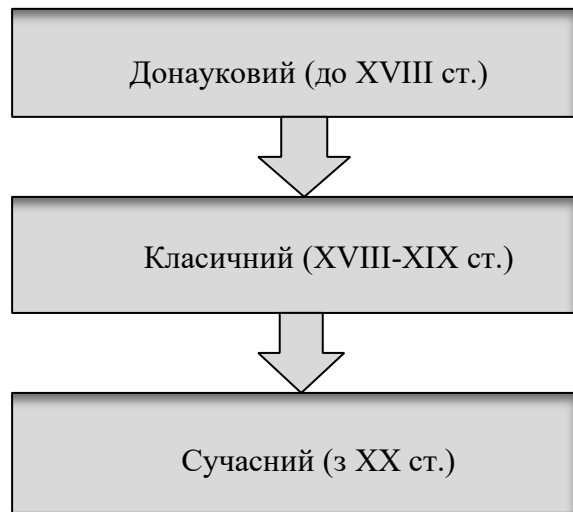 Донауковий (до XVIII ст.)
Класичний (XVIII-XIX ст.)
Сучасний (з XX ст.)